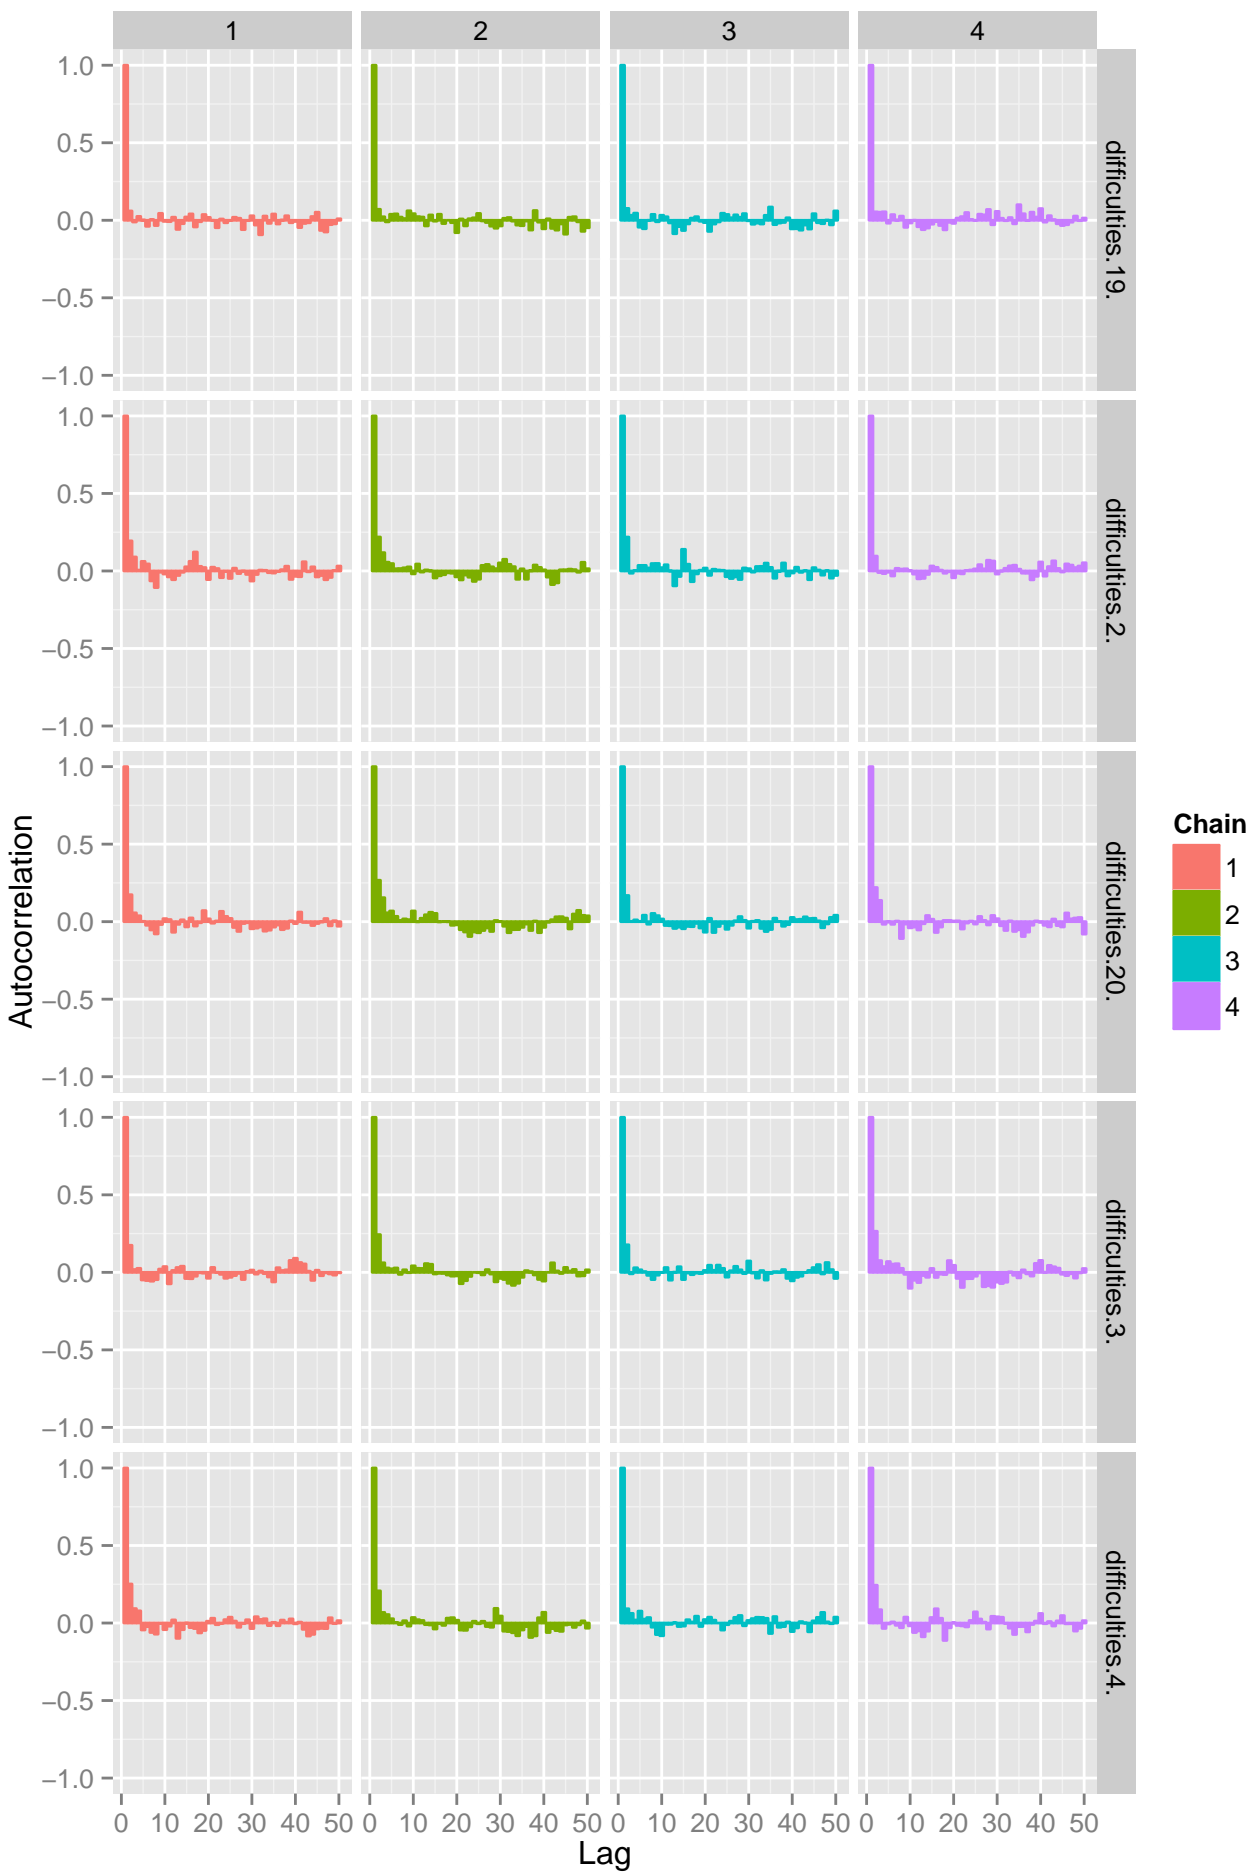 1 2 3 4
1.0
0.5
0.0
−0.5
−1.0
difficulties.19.
1.0
0.5
0.0
−0.5
−1.0
difficulties.2.
1.0
0.5
0.0
−0.5
−1.0
difficulties.20.
1.0
0.5
0.0
−0.5
−1.0
difficulties.3.
1.0
0.5
0.0
−0.5
−1.0
difficulties.4.
0 10 20 30 40 50 0 10 20 30 40 50 0 10 20 30 40 50 0 10 20 30 40 50
Lag
Autocorrelation
Chain
1
2
3
4